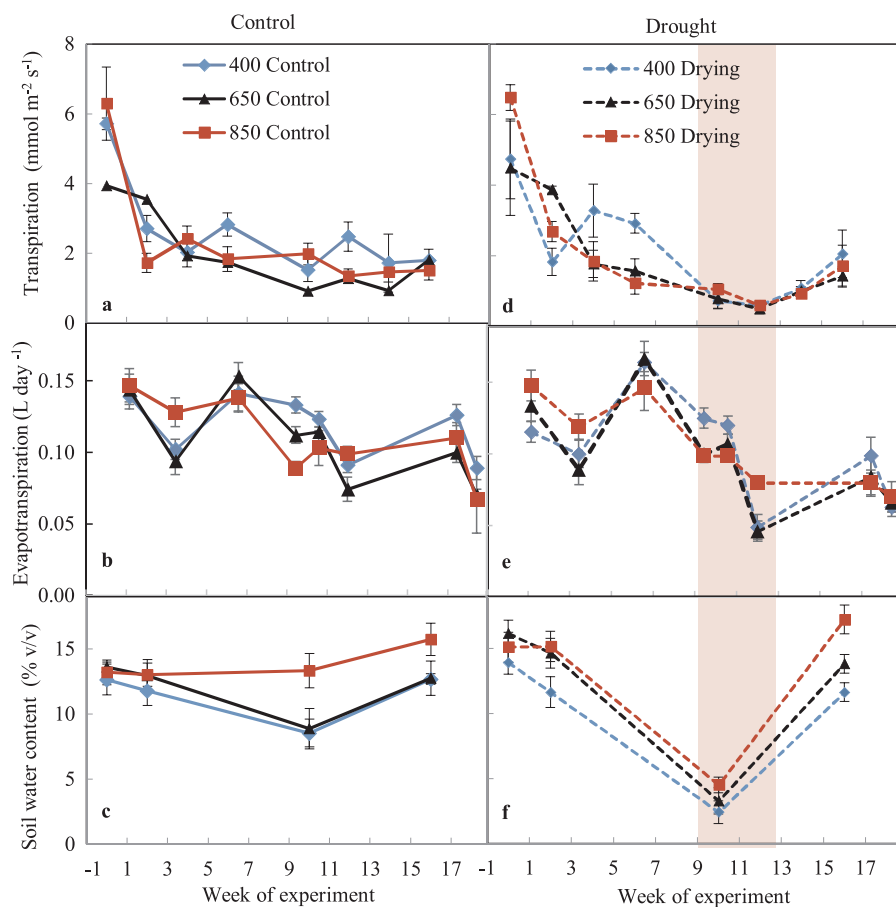 Control
Drought
8
6
4
2
0
Transpiration (mmol m⁻² s⁻¹)
400 Control
650 Control
850 Control
a
400 Drying
650 Drying
850 Drying
d
0.15
0.10
0.05
0.00
Evapotranspiration (L day ⁻¹)
b
e
15
10
5
0
Soil water content (% v/v)
c
f
-1 1 3 5 7 9 11 13 15 17
-1 1 3 5 7 9 11 13 15 17
Week of experiment
Week of experiment